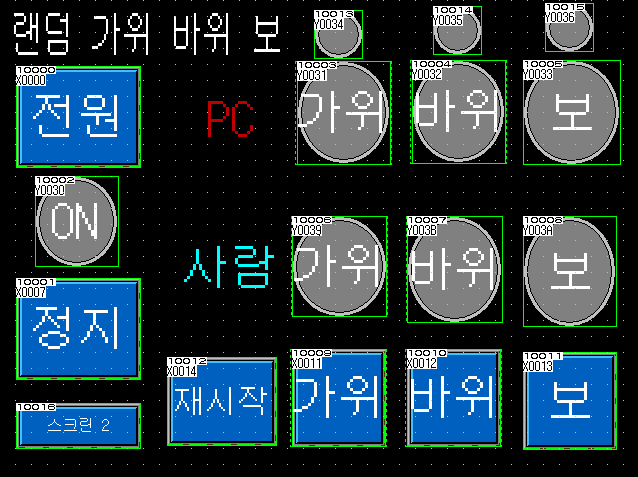 랜덤 가위 바위 보
10013
Y0034
10014
Y0035
10015
Y0036
10000
X0000
전원
PC
10003
Y0031
가위
10004
Y0032
바위
10005
Y0033
보
10002
Y0030
ON
사람
10006
Y0039
가위
10007
Y003B
바위
10008
Y003A
보
10001
X0007
정지
10012
X0014
재시작
10009
X0011
가위
10010
X0012
바위
10011
X0013
보
10016
스크린 2